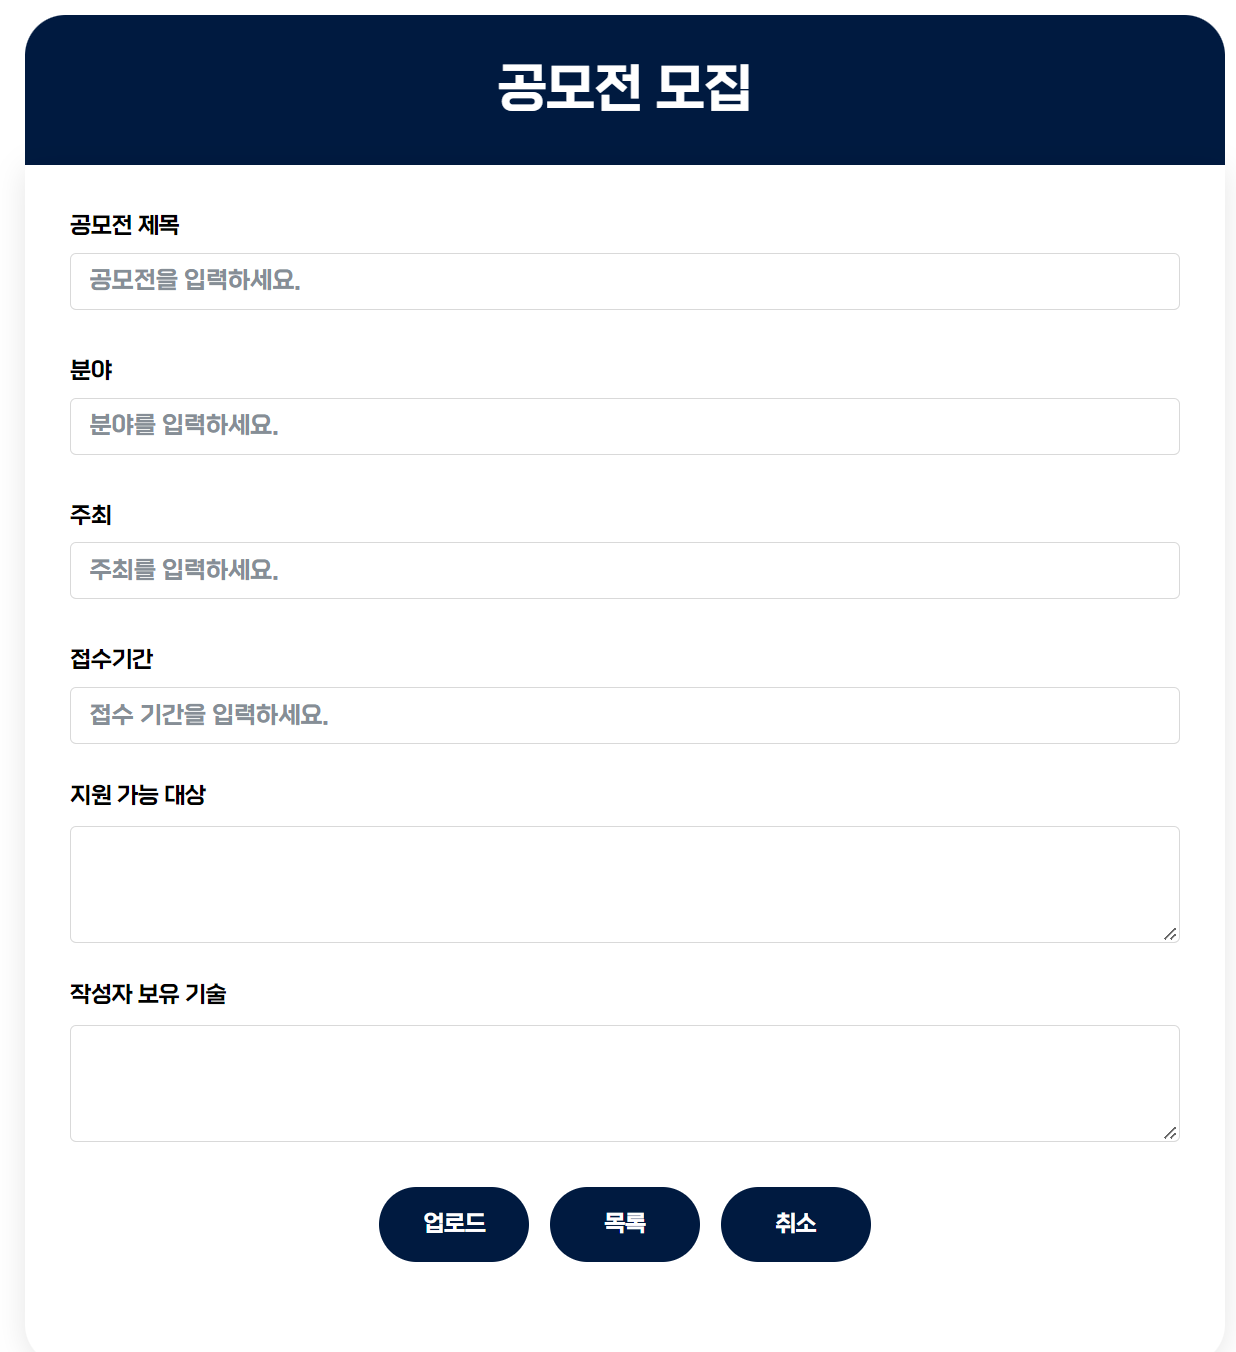 공모전 모집
공모전 제목
공모전을 입력하세요.
분야
분야를 입력하세요.
주최
주최를 입력하세요.
접수기간
접수 기간을 입력하세요.
지원 가능 대상
작성자 보유 기술
업로드 목록 취소